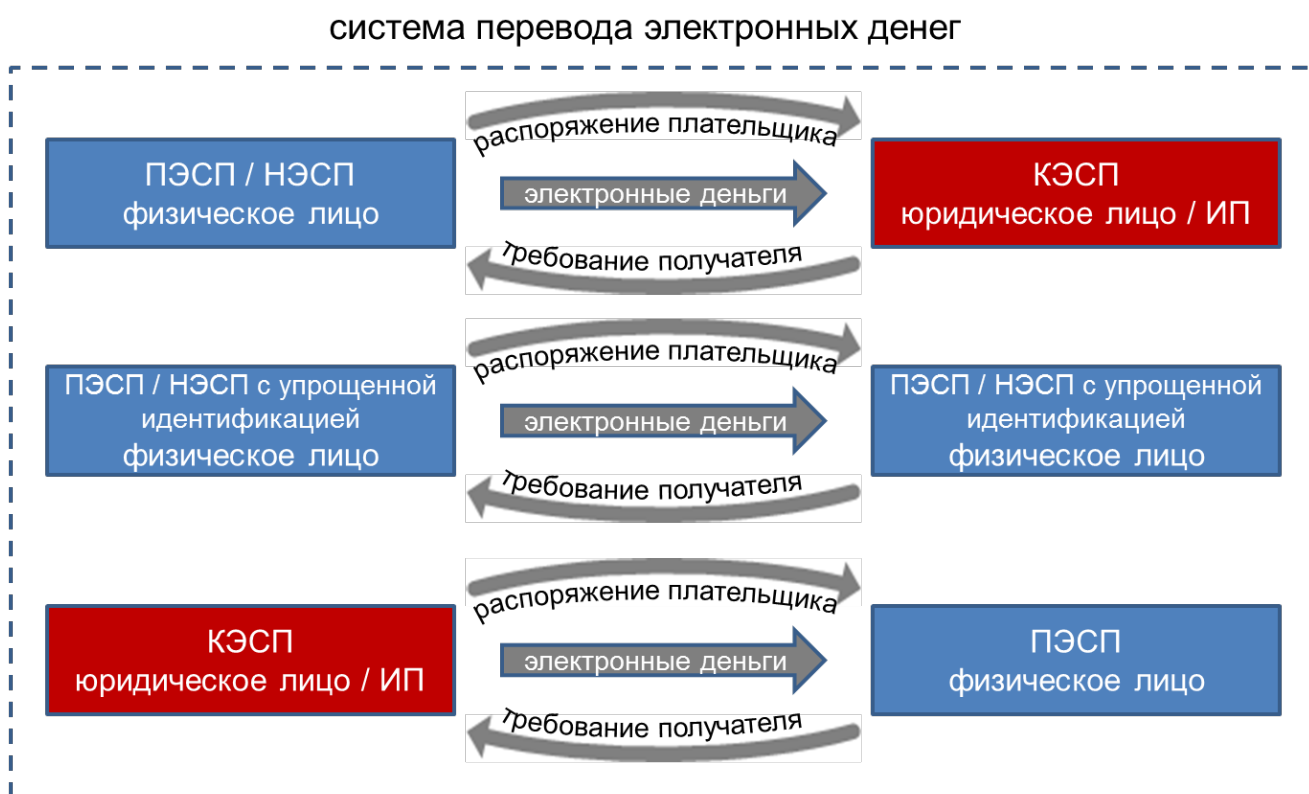 система перевода электронных денег
распоряжение плательщика
ПЭСП / НЭСП
физическое лицо
электронные деньги
КЭСП
юридическое лицо / ИП
требование получателя
распоряжение плательщика
ПЭСП / НЭСП с упрощенной
идентификацией
физическое лицо
электронные деньги
ПЭСП / НЭСП с упрощенной
идентификацией
физическое лицо
требование получателя
распоряжение плательщика
КЭСП
юридическое лицо / ИП
электронные деньги
ПЭСП
физическое лицо
требование получателя